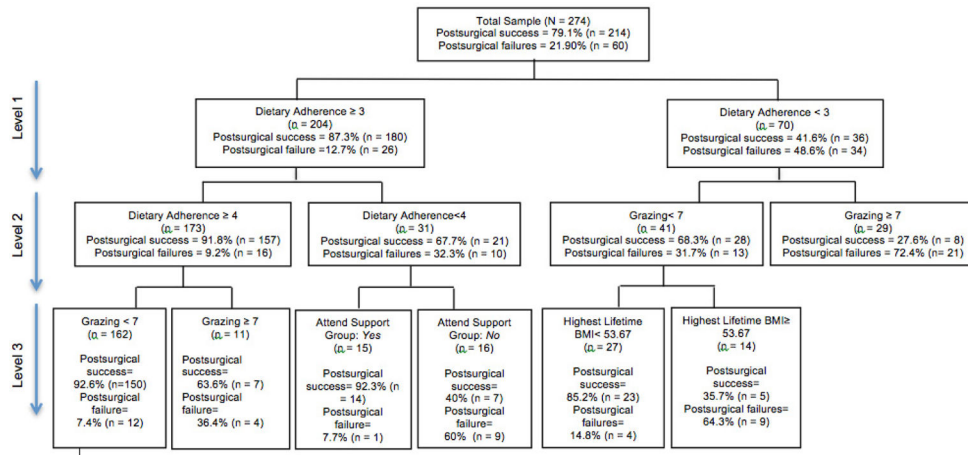 Total Sample (N = 274)
Postsurgical success = 79.1% (n = 214)
Postsurgical failures = 21.90% (n = 60)
Level 1
Dietary Adherence ≥ 3
(n = 204)
Postsurgical success = 87.3% (n = 180)
Postsurgical failure =12.7% (n = 26)
Dietary Adherence < 3
(n = 70)
Postsurgical success = 41.6% (n = 36)
Postsurgical failures = 48.6% (n = 34)
Level 2
Dietary Adherence ≥ 4
(n = 173)
Postsurgical success = 91.8% (n = 157)
Postsurgical failures = 9.2% (n = 16)
Dietary Adherence<4
(n = 31)
Postsurgical success = 67.7% (n = 21)
Postsurgical failures = 32.3% (n = 10)
Grazing< 7
(n = 41)
Postsurgical success = 68.3% (n = 28)
Postsurgical failures = 31.7% (n = 13)
Grazing ≥ 7
(n = 29)
Postsurgical success = 27.6% (n = 8)
Postsurgical failures = 72.4% (n= 21)
Level 3
Grazing < 7
(n = 162)
Postsurgical
success=
92.6% (n=150)
Postsurgical
failure=
7.4% (n = 12)
Grazing ≥ 7
(n = 11)
Postsurgical
success=
63.6% (n = 7)
Postsurgical
failure=
36.4% (n = 4)
Attend Support
Group: Yes
(n = 15)
Postsurgical
success= 92.3% (n
= 14)
Postsurgical
failure=
7.7% (n = 1)
Attend Support
Group: No
(n = 16)
Postsurgical
success=
40% (n = 7)
Postsurgical
failure=
60% (n = 9)
Highest Lifetime
BMI< 53.67
(n = 27)
Postsurgical
success=
85.2% (n = 23)
Postsurgical
failures=
14.8% (n = 4)
Highest Lifetime BMI≥
53.67
(n = 14)
Postsurgical
success=
35.7% (n = 5)
Postsurgical failures=
64.3% (n = 9)